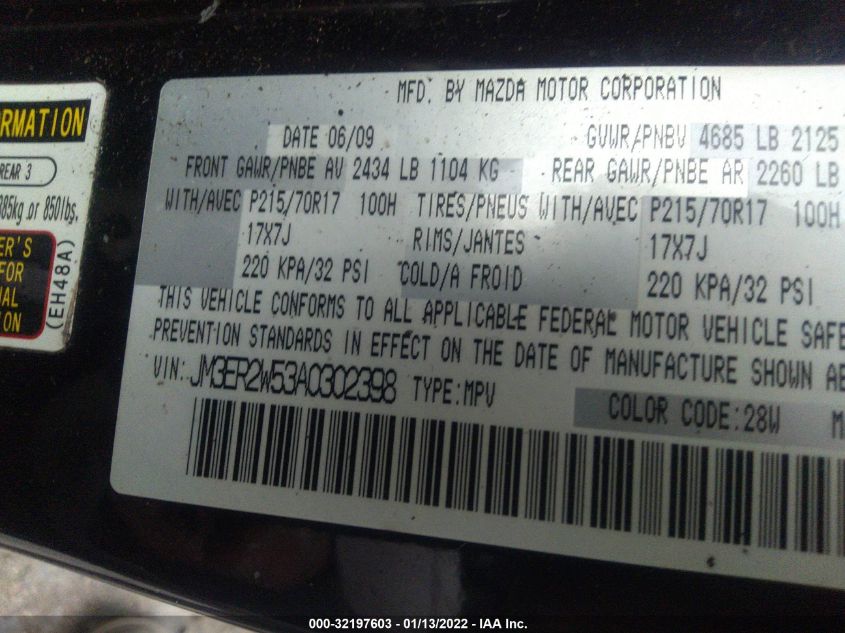 MFD. BY MAZDA MOTOR CORPORATION
DATE 06/09 GVWR/PNBV 4685 LB 2125
FRONT GAWR/PNBE AV 2434 LB 1104 KG REAR GAWR/PNBE AR 2260 LB
WITH/AVEC P215/70R17 100H TIRES/PNEUS WITH/AVEC P215/70R17 100H
17X7J RIMS/JANTES 17X7J
220 KPA/32 PSI COLD/A FROID 220 KPA/32 PSI
THIS VEHICLE CONFORMS TO ALL APPLICABLE FEDERAL MOTOR VEHICLE SAFE
PREVENTION STANDARDS IN EFFECT ON THE DATE OF MANUFACTURE SHOWN AB
VIN: JM3ER2W53A0302398 TYPE:MPV COLOR CODE:28W M
RMATION
REAR 3
385kg or 850lbs.
ER'S
FOR
UAL
ION
(EH48A)
000-32197603 - 01/13/2022 - IAA Inc.